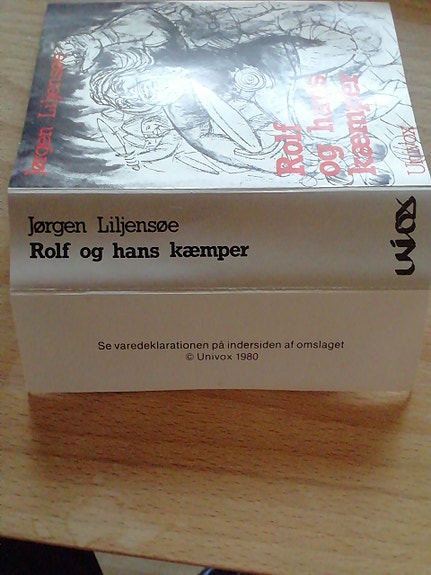 Jørgen Liljensøe
Rolf
og hans
kæmper
Univox
Jørgen Liljensøe
Rolf og hans kæmper
univox
Se varedeklarationen på indersiden af omslaget
© Univox 1980